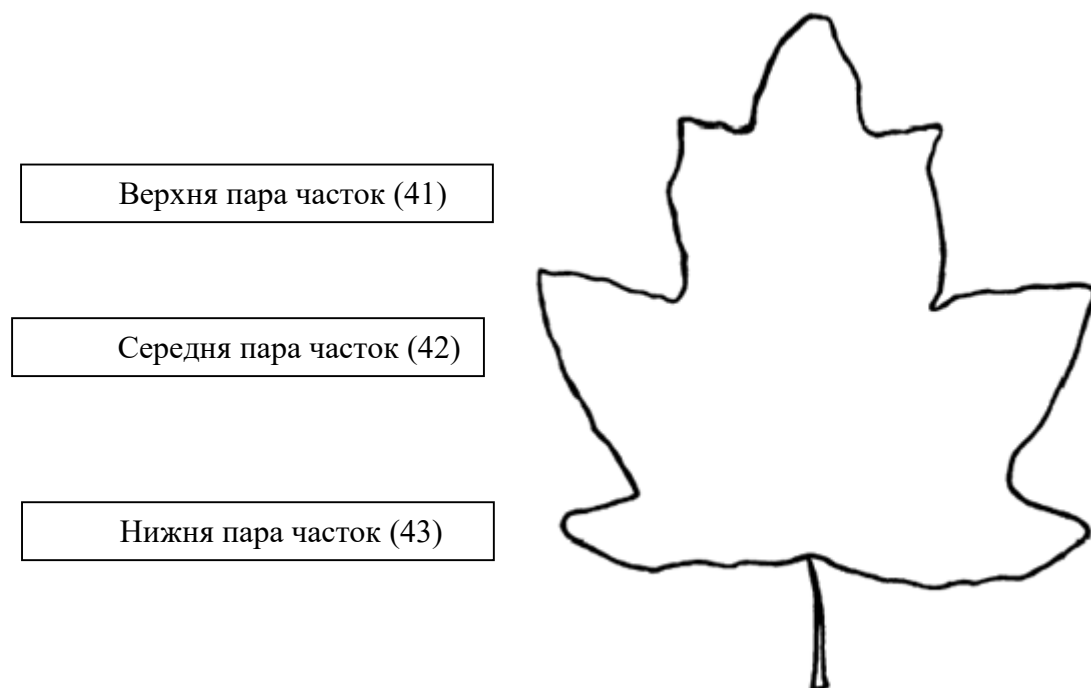 Верхня пара часток (41)
Середня пара часток (42)
Нижня пара часток (43)